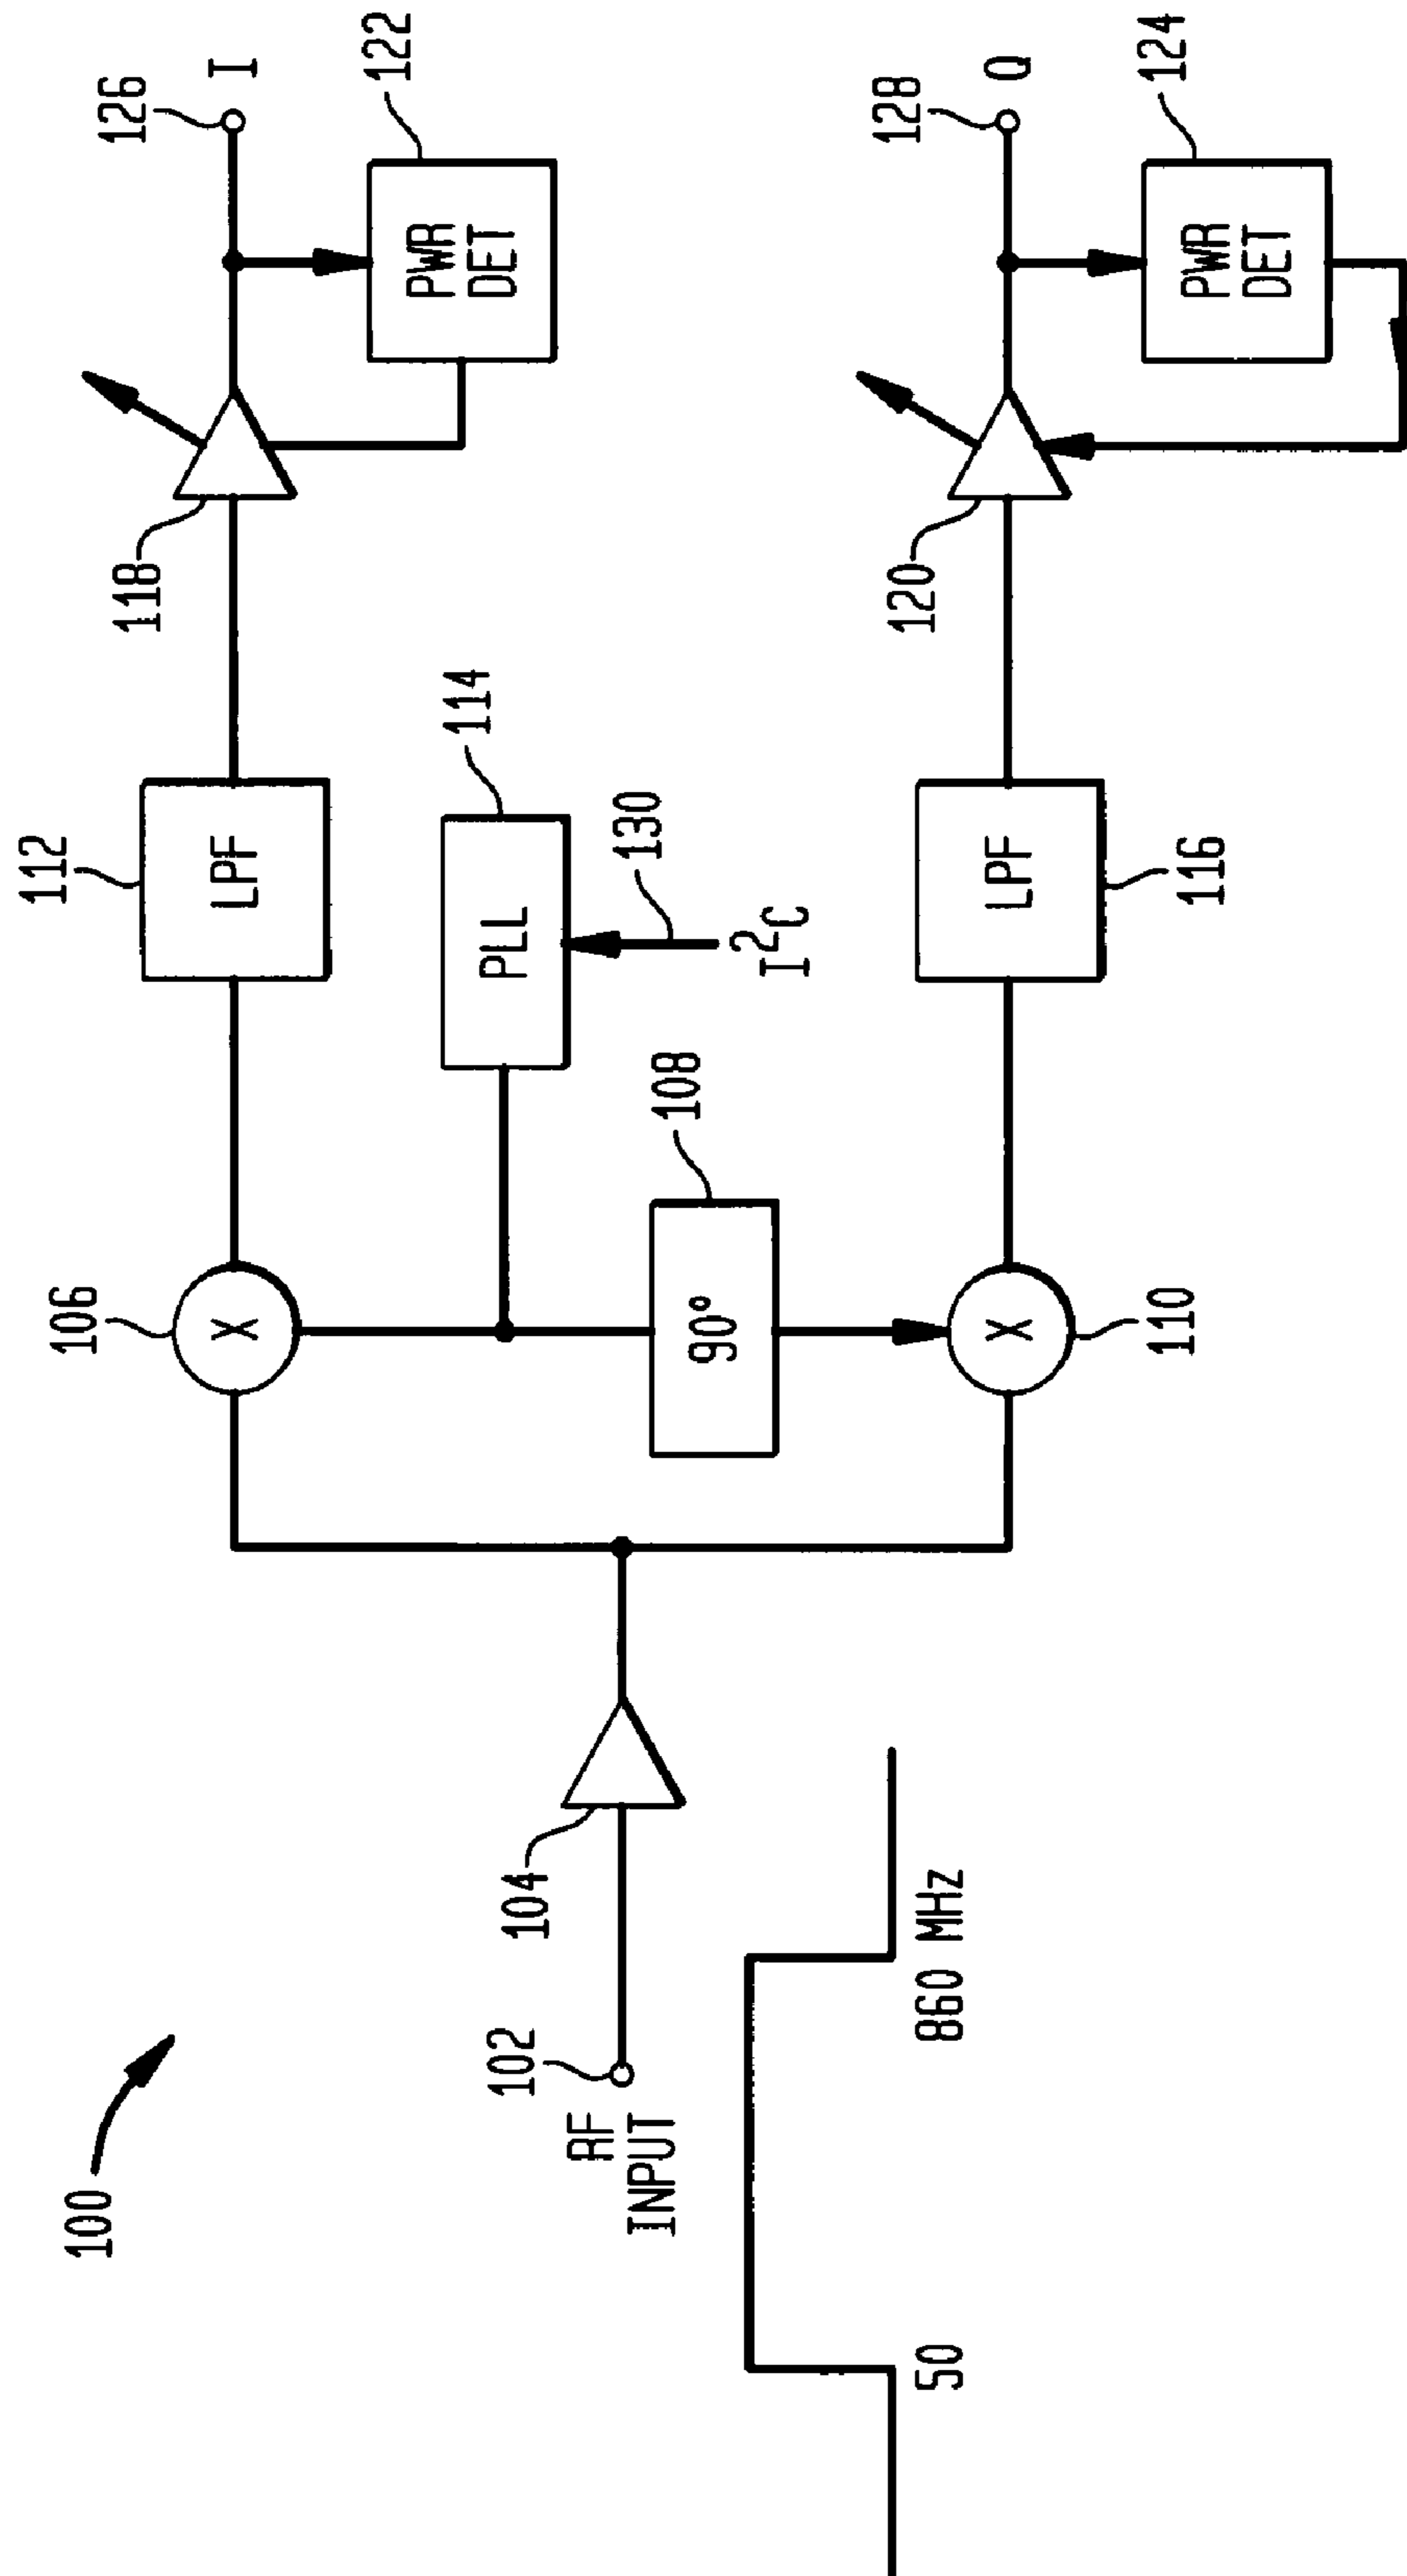 100
RF
INPUT
102
104
50
860 MHz
106
X
90°
108
X
110
PLL
114
I²C
130
112
LPF
LPF
116
118
120
PWR
DET
122
126
I
PWR
DET
124
128
Q